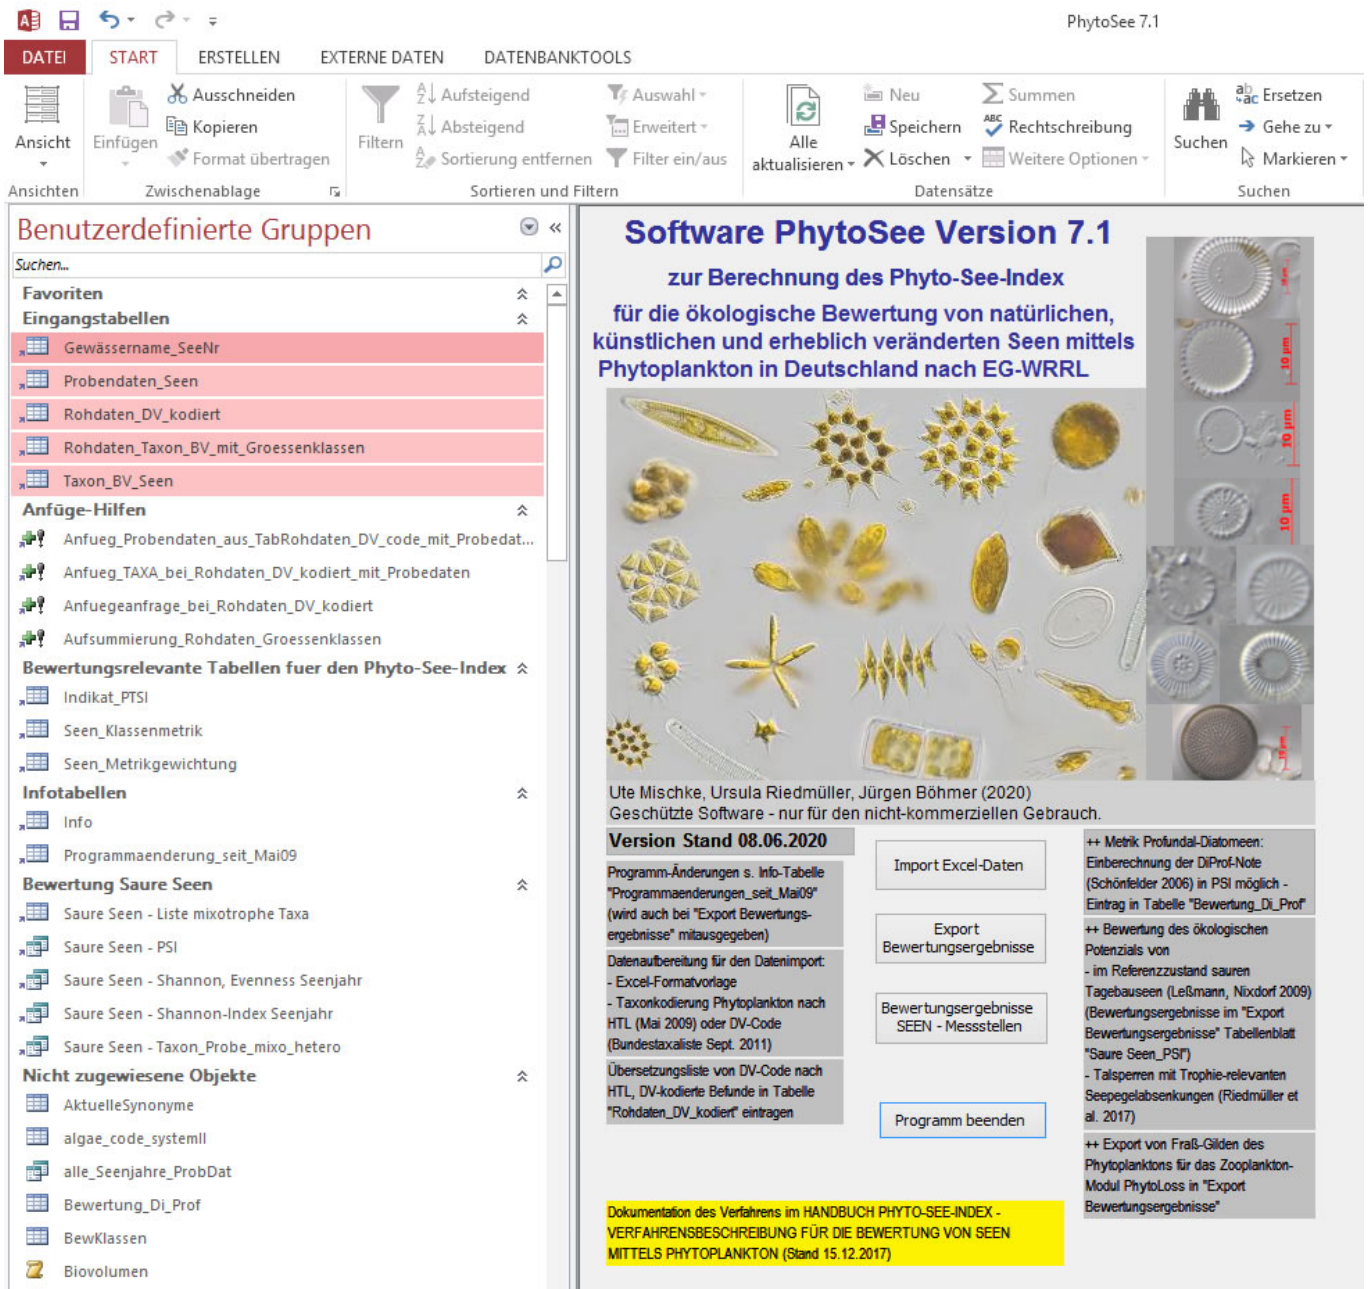 PhytoSee 7.1
DATEI START ERSTELLEN EXTERNE DATEN DATENBANKTOOLS
Ansicht
Ansichten
Einfügen
Ausschneiden
Kopieren
Format übertragen
Zwischenablage
Filtern
Aufsteigend
Absteigend
Sortierung entfernen
Auswahl
Erweitert
Filter ein/aus
Sortieren und Filtern
Alle
aktualisieren
Neu
Speichern
Löschen
Summen
Rechtschreibung
Weitere Optionen
Datensätze
Suchen
Ersetzen
Gehe zu
Markieren
Suchen
Benutzerdefinierte Gruppen
Suchen...
Favoriten
Eingangstabellen
Gewässername_SeeNr
Probendaten_Seen
Rohdaten_DV_kodiert
Rohdaten_Taxon_BV_mit_Groessenklassen
Taxon_BV_Seen
Anfüge-Hilfen
Anfueg_Probendaten_aus_TabRohdaten_DV_code_mit_Probedat...
Anfueg_TAXA_bei_Rohdaten_DV_kodiert_mit_Probedaten
Anfuegeanfrage_bei_Rohdaten_DV_kodiert
Aufsummierung_Rohdaten_Groessenklassen
Bewertungsrelevante Tabellen fuer den Phyto-See-Index
Indikat_PTSI
Seen_Klassenmetrik
Seen_Metrikgewichtung
Infotabellen
Info
Programmaenderung_seit_Mai09
Bewertung Saure Seen
Saure Seen - Liste mixotrophe Taxa
Saure Seen - PSI
Saure Seen - Shannon, Evenness Seenjahr
Saure Seen - Shannon-Index Seenjahr
Saure Seen - Taxon_Probe_mixo_hetero
Nicht zugewiesene Objekte
AktuelleSynonyme
algae_code_systemII
alle_Seenjahre_ProbDat
Bewertung_Di_Prof
BewKlassen
Biovolumen
Software PhytoSee Version 7.1
zur Berechnung des Phyto-See-Index
für die ökologische Bewertung von natürlichen,
künstlichen und erheblich veränderten Seen mittels
Phytoplankton in Deutschland nach EG-WRRL
10 µm
10 µm
10 µm
Ute Mischke, Ursula Riedmüller, Jürgen Böhmer (2020)
Geschützte Software - nur für den nicht-kommerziellen Gebrauch.
Version Stand 08.06.2020
Programm-Änderungen s. Info-Tabelle
"Programmaenderungen_seit_Mai09"
(wird auch bei "Export Bewertungs-
ergebnisse" mitausgegeben)
Datenaufbereitung für den Datenimport:
- Excel-Formatvorlage
- Taxonkodierung Phytoplankton nach
HTL (Mai 2009) oder DV-Code
(Bundestaxaliste Sept. 2011)
Übersetzungsliste von DV-Code nach
HTL, DV-kodierte Befunde in Tabelle
"Rohdaten_DV_kodiert" eintragen
Import Excel-Daten
Export
Bewertungsergebnisse
Bewertungsergebnisse
SEEN - Messstellen
Programm beenden
++ Metrik Profundal-Diatomeen:
Einberechnung der DiProf-Note
(Schönfelder 2006) in PSI möglich -
Eintrag in Tabelle "Bewertung_Di_Prof"
++ Bewertung des ökologischen
Potenzials von
- im Referenzzustand sauren
Tagebauseen (Leßmann, Nixdorf 2009)
(Bewertungsergebnisse im "Export
Bewertungsergebnisse" Tabellenblatt
"Saure Seen_PSI")
- Talsperren mit Trophie-relevanten
Seepegelabsenkungen (Riedmüller et
al. 2017)
++ Export von Fraß-Gilden des
Phytoplanktons für das Zooplankton-
Modul PhytoLoss in "Export
Bewertungsergebnisse"
Dokumentation des Verfahrens im HANDBUCH PHYTO-SEE-INDEX -
VERFAHRENSBESCHREIBUNG FÜR DIE BEWERTUNG VON SEEN
MITTELS PHYTOPLANKTON (Stand 15.12.2017)